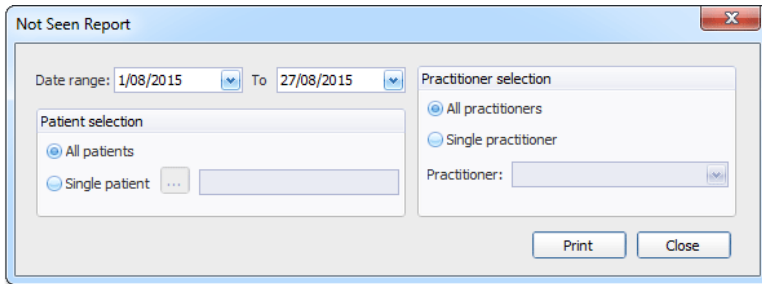 Not Seen Report
Date range: 1/08/2015 To 27/08/2015
Patient selection
All patients
Single patient ...
Practitioner selection
All practitioners
Single practitioner
Practitioner:
Print Close